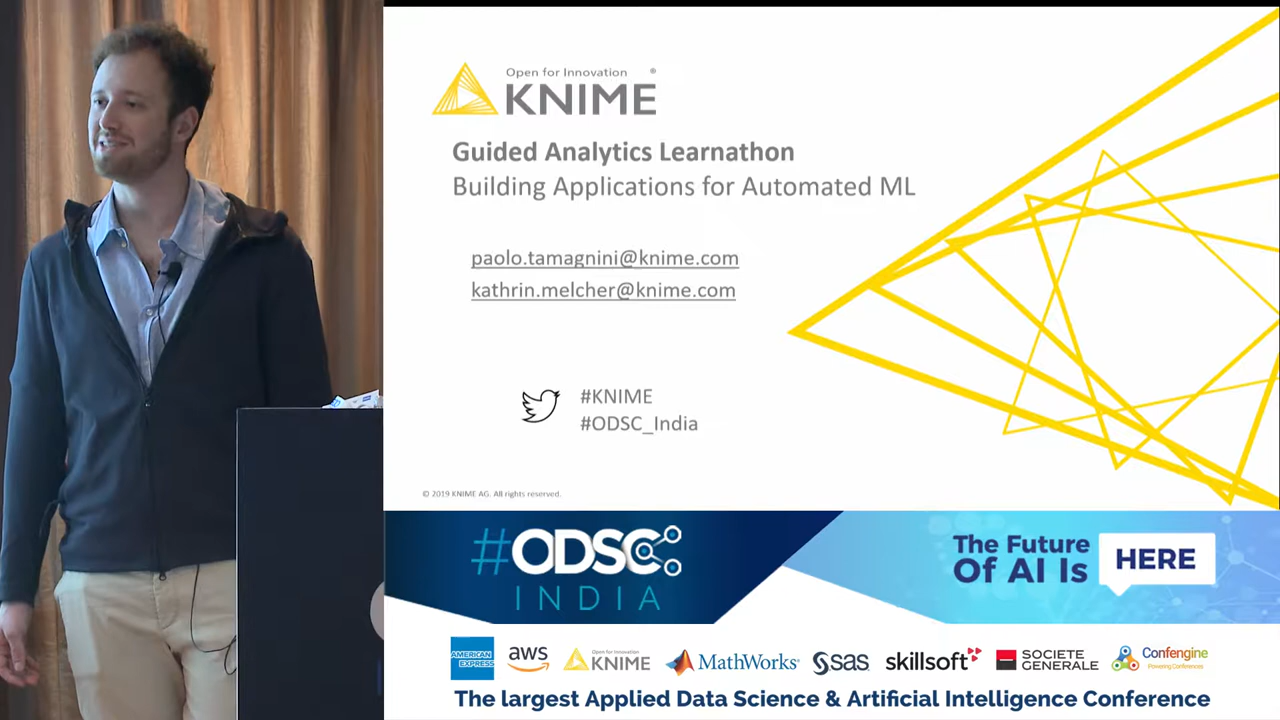 Open for Innovation ®
KNIME
Guided Analytics Learnathon
Building Applications for Automated ML
paolo.tamagnini@knime.com
kathrin.melcher@knime.com
#KNIME
#ODSC_India
© 2019 KNIME AG. All rights reserved.
#ODSC
INDIA
The Future
Of AI Is
HERE
AMERICAN
EXPRESS
aws
Open for Innovation
KNIME
MathWorks®
sas
skillsoft
SOCIETE
GENERALE
Confengine
Powering Conferences
The largest Applied Data Science & Artificial Intelligence Conference